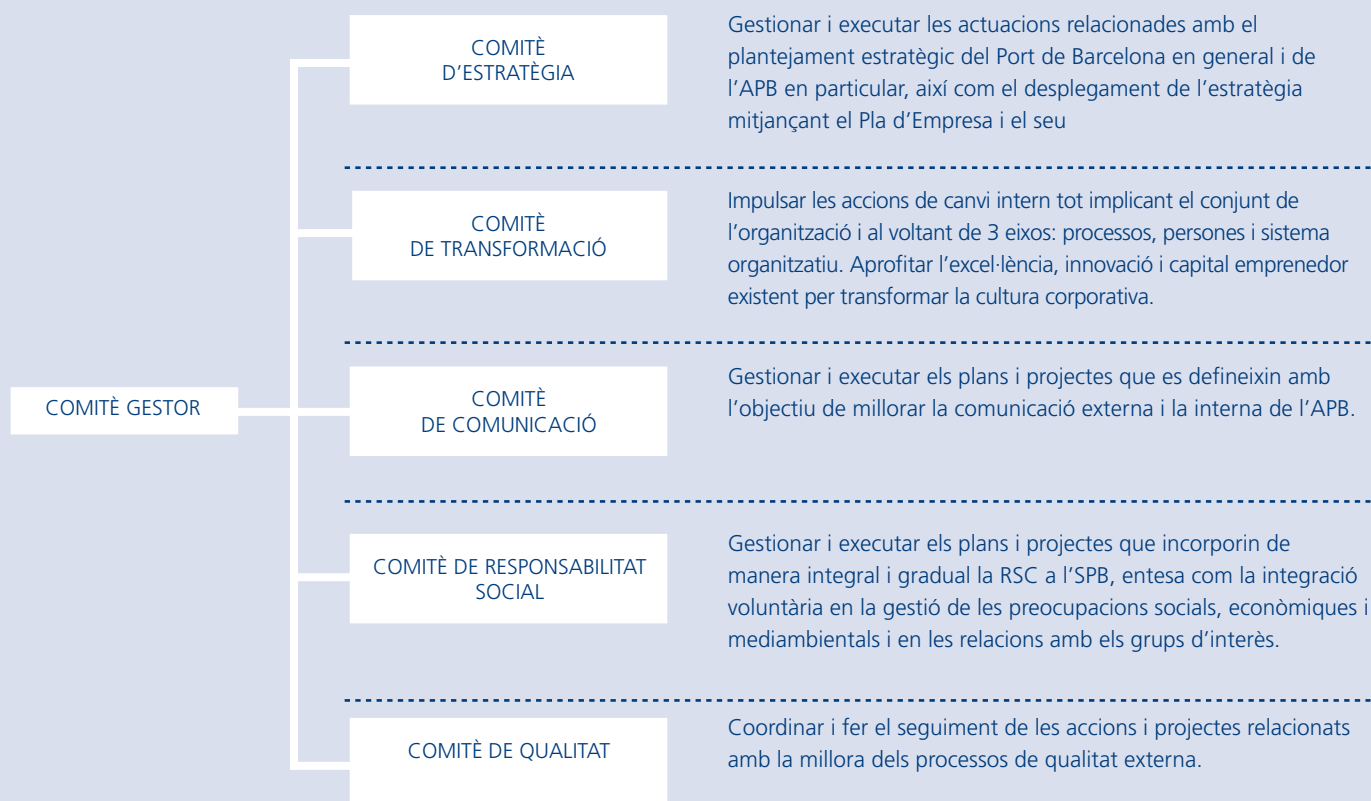 COMITÈ GESTOR
COMITÈ
D'ESTRATÈGIA
Gestionar i executar les actuacions relacionades amb el
plantejament estratègic del Port de Barcelona en general i de
l'APB en particular, així com el desplegament de l'estratègia
mitjançant el Pla d'Empresa i el seu
COMITÈ
DE TRANSFORMACIÓ
Impulsar les accions de canvi intern tot implicant el conjunt de
l'organització i al voltant de 3 eixos: processos, persones i sistema
organitzatiu. Aprofitar l'excel·lència, innovació i capital emprenedor
existent per transformar la cultura corporativa.
COMITÈ
DE COMUNICACIÓ
Gestionar i executar els plans i projectes que es defineixin amb
l'objectiu de millorar la comunicació externa i la interna de l'APB.
COMITÈ DE RESPONSABILITAT
SOCIAL
Gestionar i executar els plans i projectes que incorporin de
manera integral i gradual la RSC a l'SPB, entesa com la integració
voluntària en la gestió de les preocupacions socials, econòmiques i
mediambientals i en les relacions amb els grups d'interès.
COMITÈ DE QUALITAT
Coordinar i fer el seguiment de les accions i projectes relacionats
amb la millora dels processos de qualitat externa.